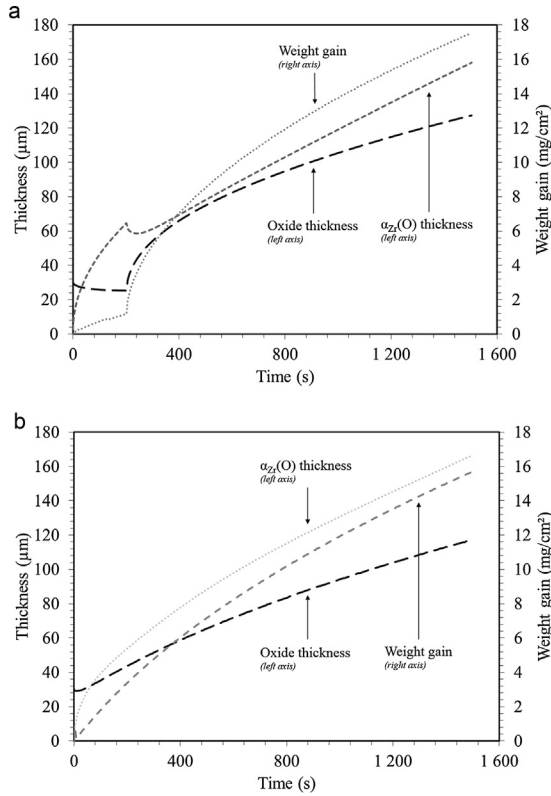 a
180
160
140
120
100
80
60
40
20
0
Thickness (µm)
18
16
14
12
10
8
6
4
2
0
Weight gain (mg/cm²)
Weight gain
(right axis)
Oxide thickness
(left axis)
αZr(O) thickness
(left axis)
0 400 800 1 200 1 600
Time (s)
b
180
160
140
120
100
80
60
40
20
0
Thickness (µm)
18
16
14
12
10
8
6
4
2
0
Weight gain (mg/cm²)
αZr(O) thickness
(left axis)
Oxide thickness
(left axis)
Weight gain
(right axis)
0 400 800 1 200 1 600
Time (s)